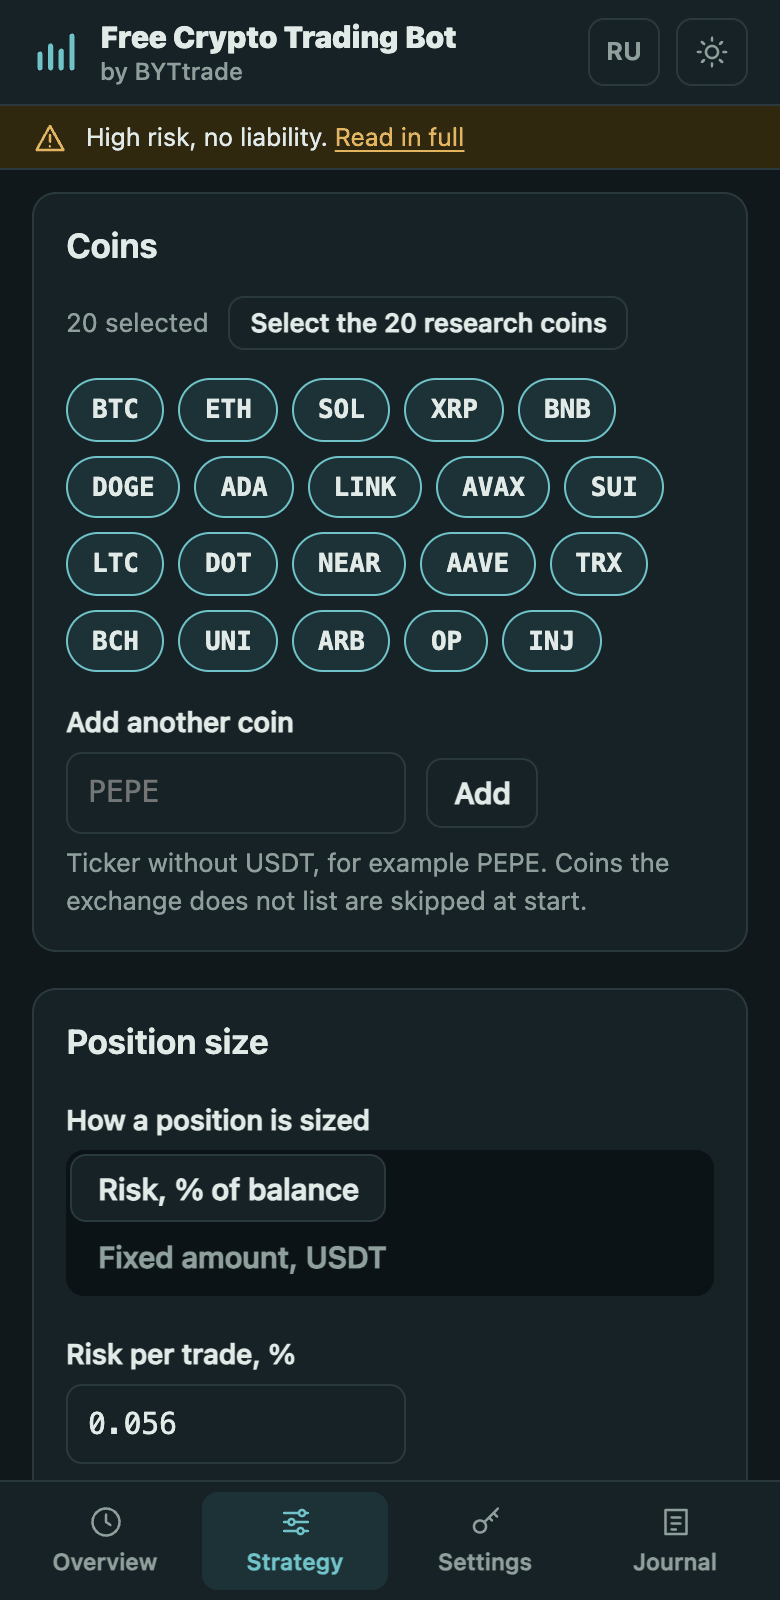 Free Crypto Trading Bot
by BYTtrade
RU
High risk, no liability. Read in full
Coins
20 selected
Select the 20 research coins
BTC ETH SOL XRP BNB
DOGE ADA LINK AVAX SUI
LTC DOT NEAR AAVE TRX
BCH UNI ARB OP INJ
Add another coin
PEPE
Add
Ticker without USDT, for example PEPE. Coins the
exchange does not list are skipped at start.
Position size
How a position is sized
Risk, % of balance
Fixed amount, USDT
Risk per trade, %
0.056
Overview Strategy Settings Journal